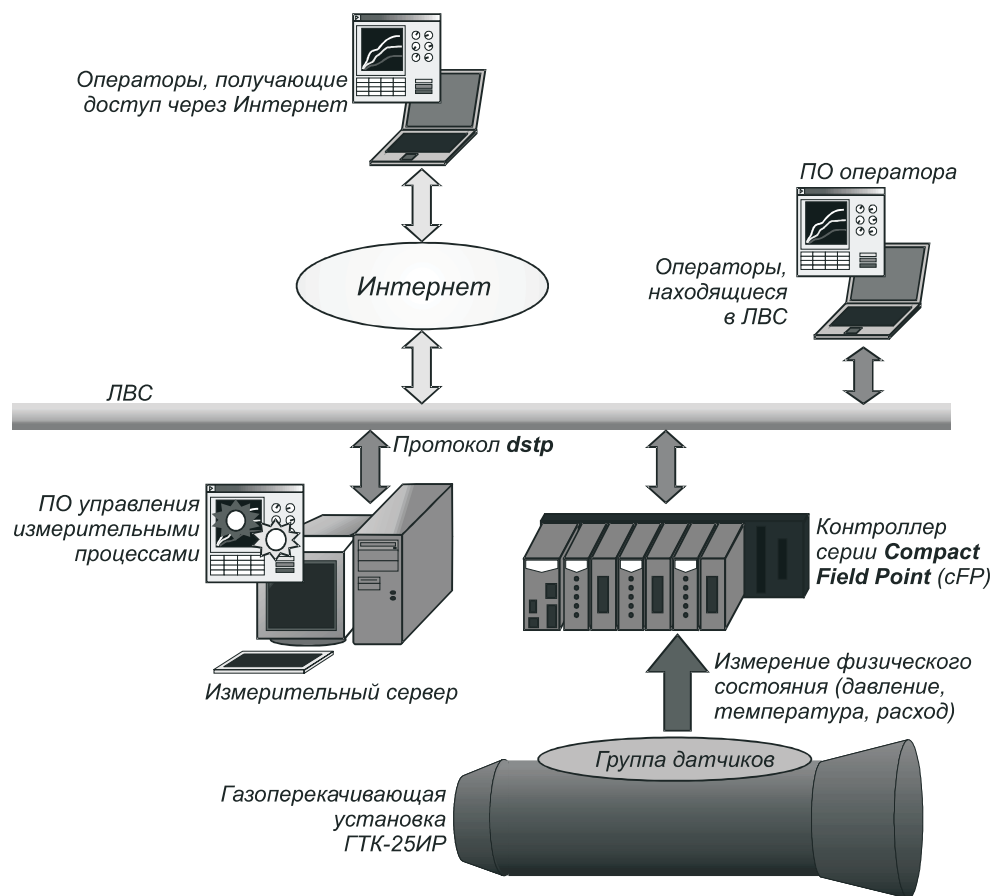 Операторы, получающие
доступ через Интернет
ПО оператора
Интернет
Операторы,
находящиеся
в ЛВС
ЛВС
Протокол dstp
ПО управления
измерительными
процессами
Контроллер
серии Compact
Field Point (cFP)
Измерительный сервер
Измерение физического
состояния (давление,
температура, расход)
Группа датчиков
Газоперекачивающая
установка
ГТК-25ИР